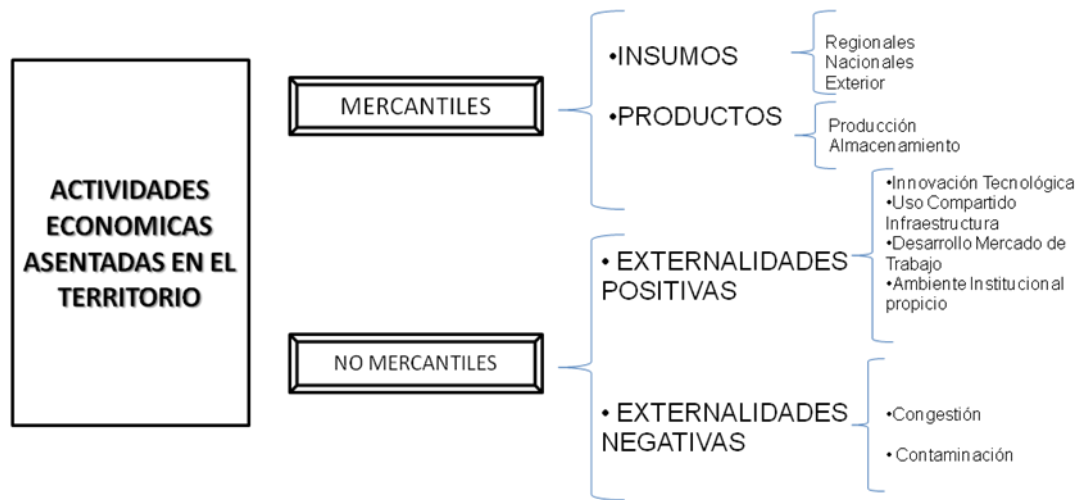 ACTIVIDADES
ECONOMICAS
ASENTADAS EN EL
TERRITORIO
MERCANTILES
•INSUMOS
Regionales
Nacionales
Exterior
•PRODUCTOS
Producción
Almacenamiento
NO MERCANTILES
• EXTERNALIDADES
POSITIVAS
•Innovación Tecnológica
•Uso Compartido
Infraestructura
•Desarrollo Mercado de
Trabajo
•Ambiente Institucional
propicio
• EXTERNALIDADES
NEGATIVAS
•Congestión
• Contaminación